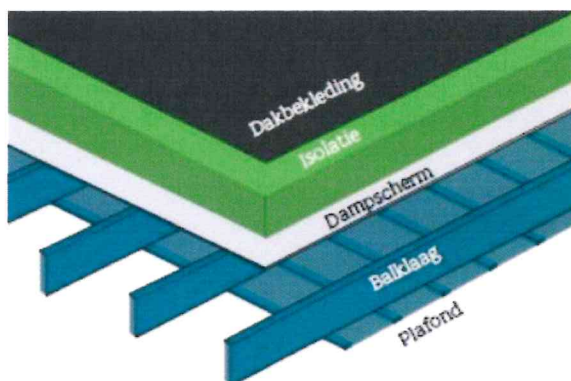 Dakbekleding
Isolatie
Dampscherm
Balklaag
Plafond